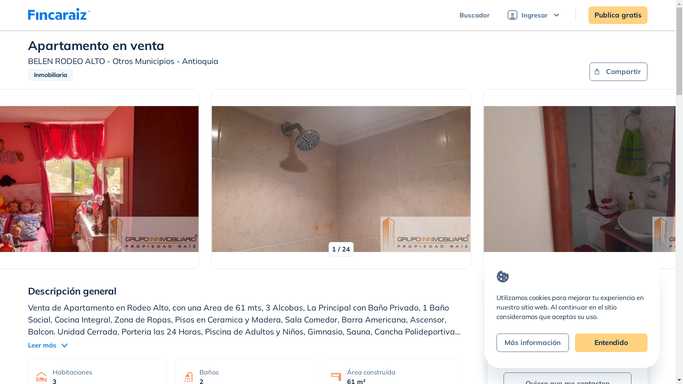 Fincaraiz
Buscador
Ingresar
Publica gratis
Apartamento en venta
BELEN RODEO ALTO - Otros Municipios - Antioquia
Inmobiliaria
Compartir
GRUPO INMOBILIARIO
PROPIEDAD RAIZ
GRUPO INMOBILIARIO
PROPIEDAD RAIZ
1 / 24
Descripción general
Venta de Apartamento en Rodeo Alto, con una Area de 61 mts, 3 Alcobas, La Principal con Baño Privado, 1 Baño
Social, Cocina Integral, Zona de Ropas, Pisos en Ceramica y Madera, Sala Comedor, Barra Americana, Ascensor,
Balcon. Unidad Cerrada, Porteria las 24 Horas, Piscina de Adultos y Niños, Gimnasio, Sauna, Cancha Polideportiva...
Leer más
Habitaciones
3
Baños
2
Área construida
61 m²
Utilizamos cookies para mejorar tu experiencia en
nuestro sitio web. Al continuar en el sitio
consideramos que aceptas su uso.
Más información
Entendido
Quiero que me contacten